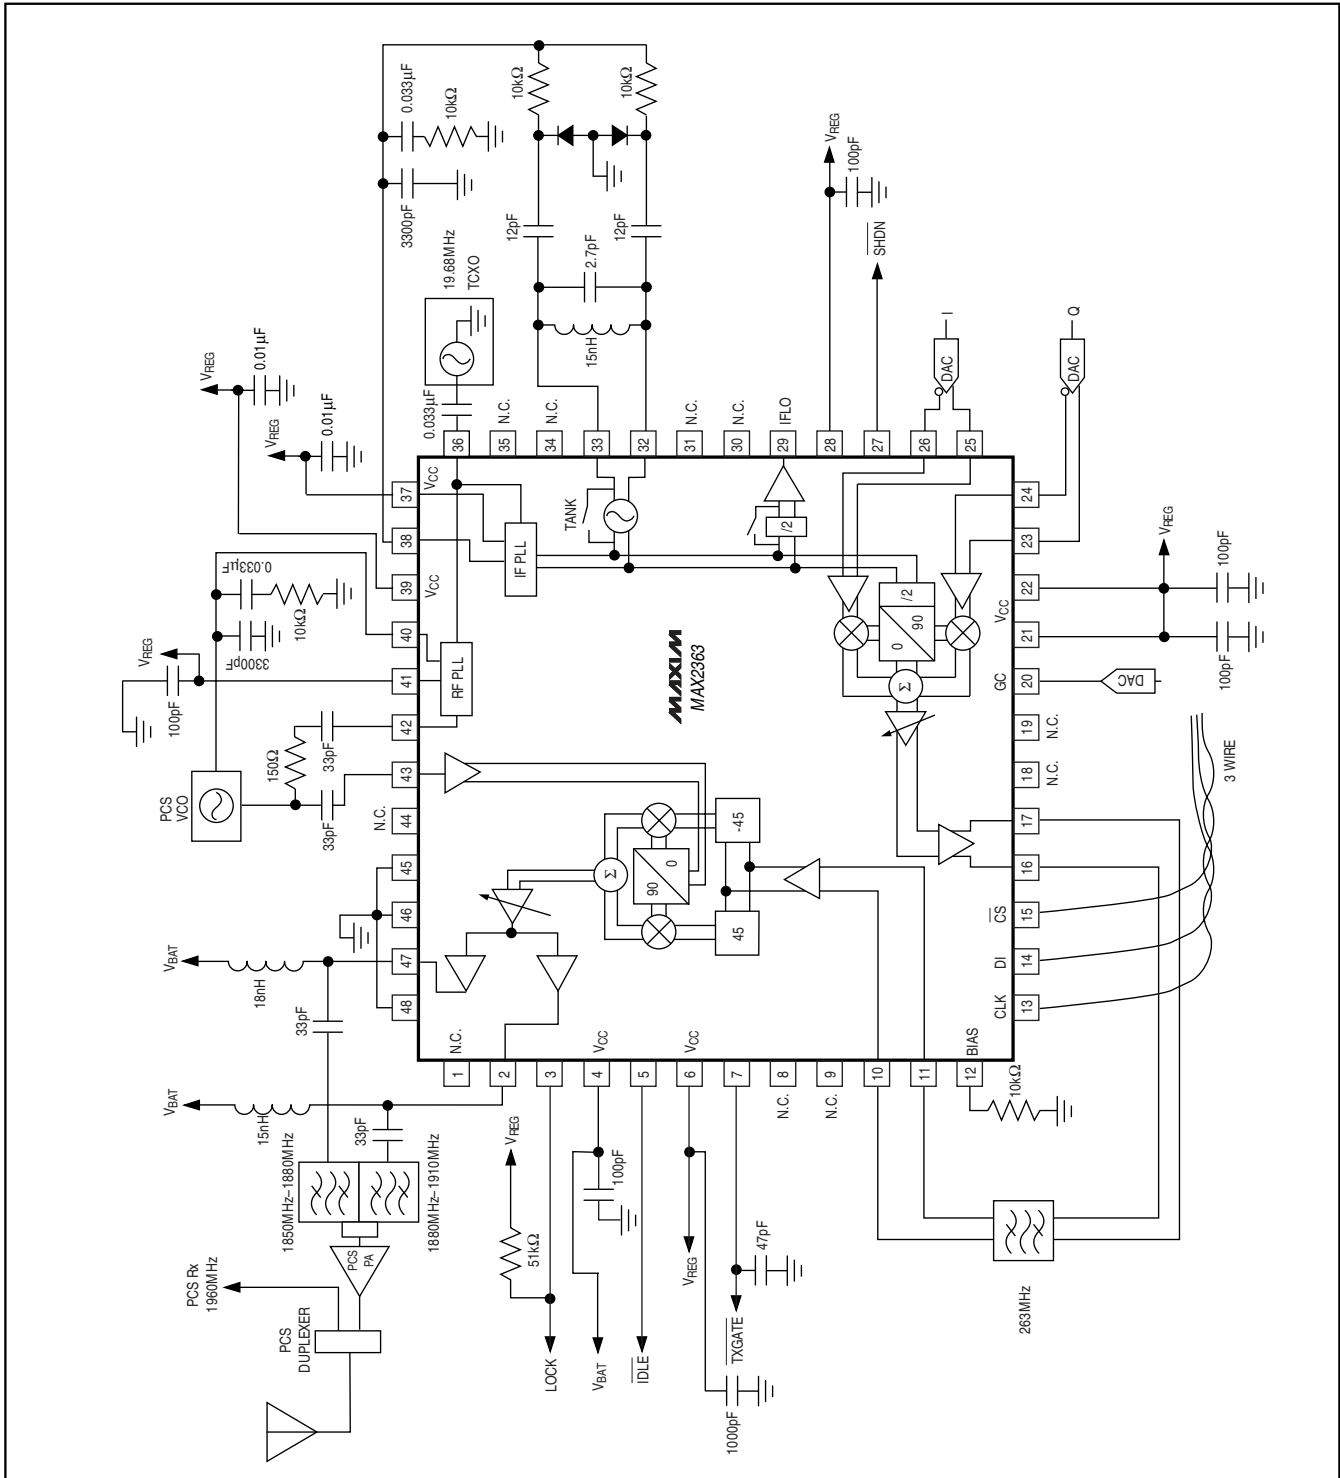 0.033µF
10kΩ
3300pF
10kΩ
10kΩ
12pF
12pF
2.7pF
15nH
19.68MHz
TCXO
0.033µF
VREG
100pF
SHDN
I
DAC
Q
DAC
VREG
0.01µF
VREG
0.01µF
36
35
N.C.
34
N.C.
33
32
31
N.C.
30
N.C.
29
IFLO
28
27
26
25
37
VCC
38
39
VCC
40
41
42
43
44
N.C.
45
46
47
48
0.033µF
10kΩ
3300pF
VREG
100pF
150Ω
33pF
33pF
PCS
VCO
TANK
IF PLL
RF PLL
/2
/2
0
90
Σ
MAXIM
MAX2363
-45
45
Σ
90
0
24
23
22
VCC
21
20
GC
19
N.C.
18
N.C.
17
16
15
CS
14
DI
13
CLK
VREG
100pF
100pF
DAC
3 WIRE
VBAT
18nH
33pF
VBAT
15nH
33pF
1850MHz–1880MHz
1880MHz–1910MHz
PCS
PA
PCS Rx
1960MHz
PCS
DUPLEXER
1
N.C.
2
3
4
VCC
5
6
VCC
7
8
N.C.
9
N.C.
10
11
12
BIAS
10kΩ
VREG
51kΩ
LOCK
100pF
VBAT
IDLE
VREG
1000pF
TXGATE
47pF
263MHz